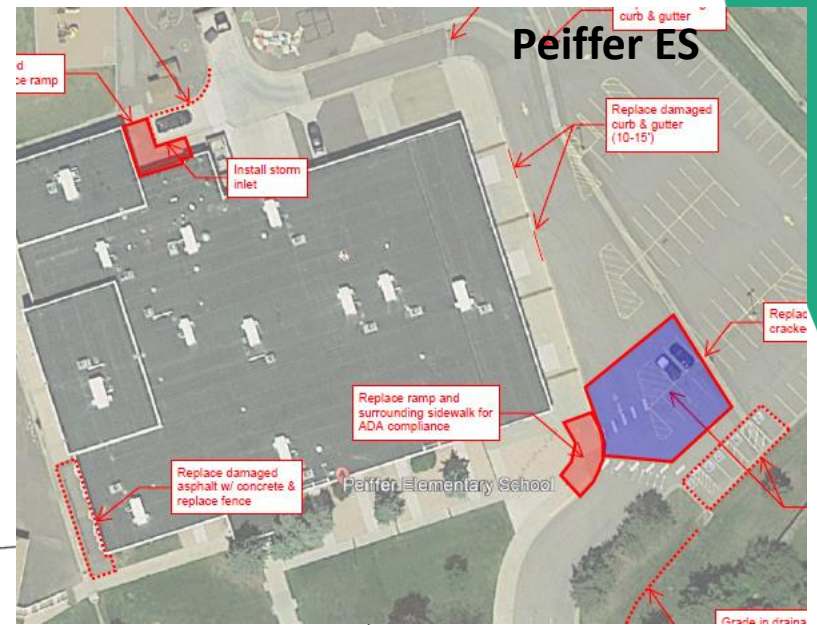 curb & gutter
Peiffer ES
d
ce ramp
Replace damaged
curb & gutter
(10-15')
Install storm
inlet
Replac
cracke
Replace ramp and
surrounding sidewalk for
ADA compliance
Replace damaged
asphalt w/ concrete &
replace fence
Peiffer Elementary School
Grade in draina